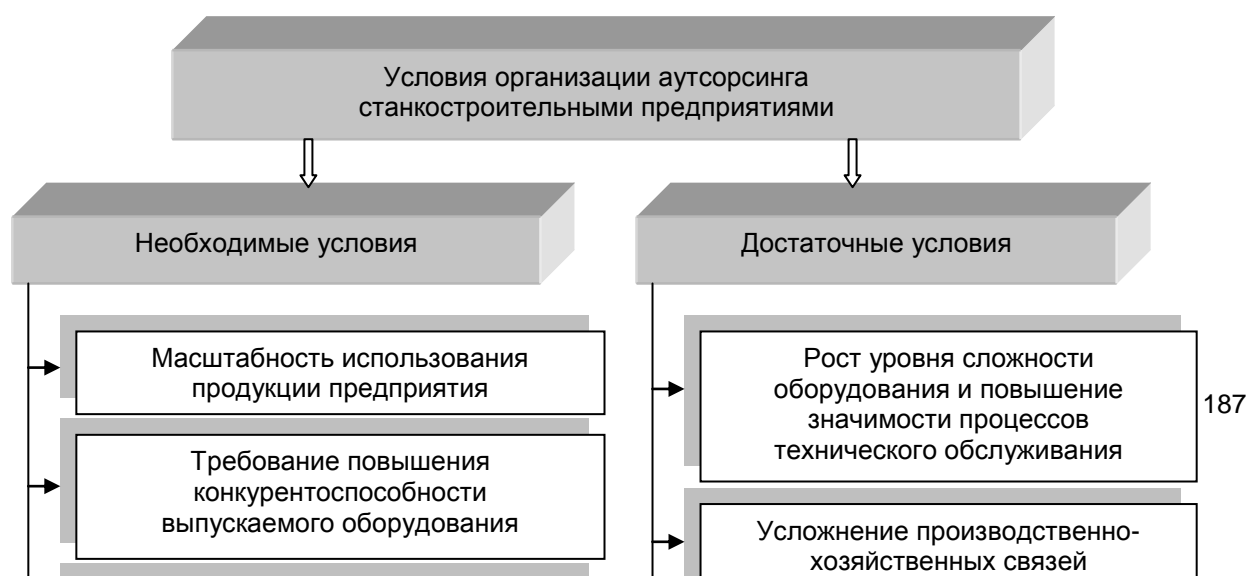 Условия организации аутсорсинга
станкостроительными предприятиями
Необходимые условия
Достаточные условия
Масштабность использования
продукции предприятия
Требование повышения
конкурентоспособности
выпускаемого оборудования
Рост уровня сложности
оборудования и повышение
значимости процессов
технического обслуживания
Усложнение производственно-
хозяйственных связей
187